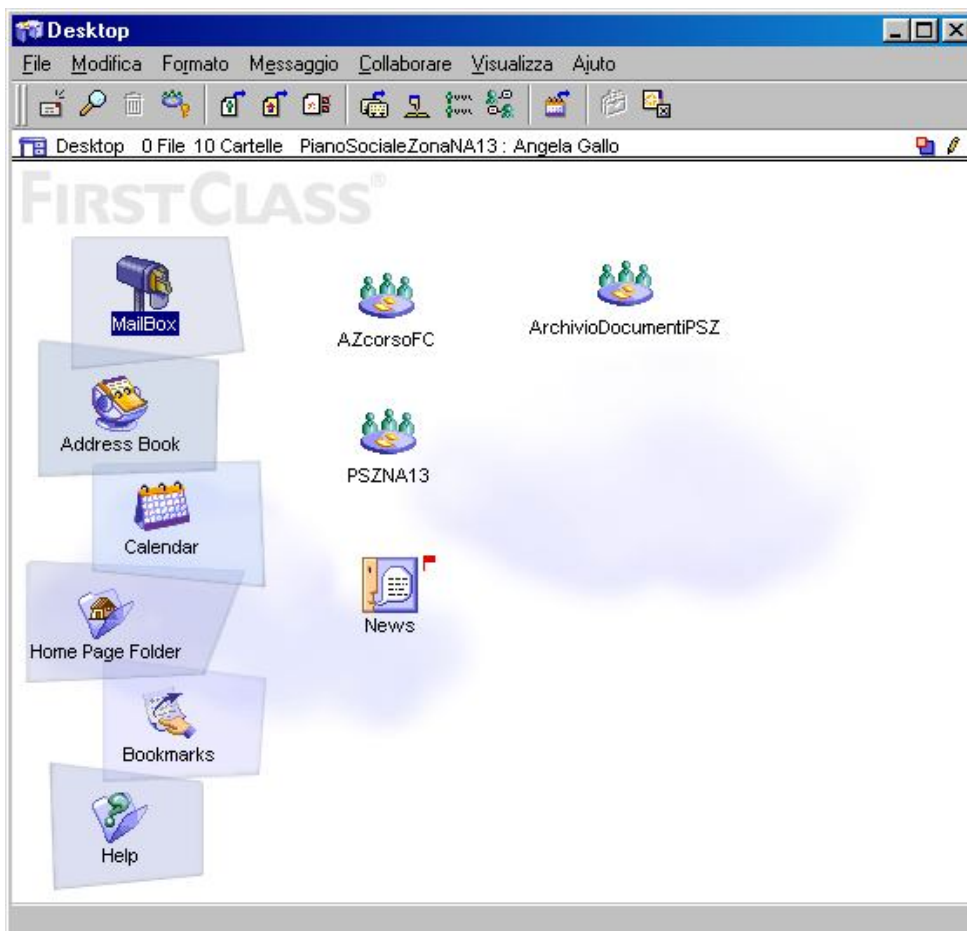 Desktop
File Modifica Formato Messaggio Collaborare Visualizza Ajuto
Desktop 0 File 10 Cartelle PianoSocialeZonaNA13 : Angela Gallo
FIRSTCLASS®
MailBox
AZcorsoFC
ArchivioDocumentiPSZ
Address Book
PSZNA13
Calendar
News
Home Page Folder
Bookmarks
Help